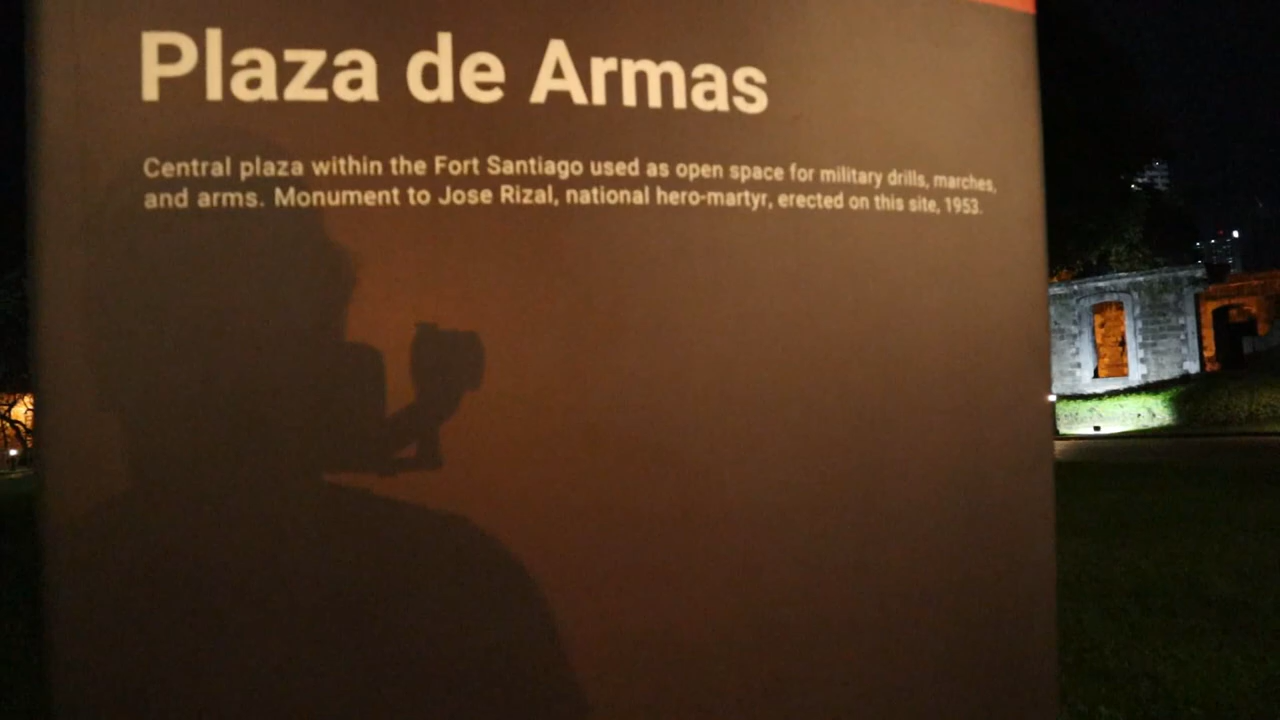 Plaza de Armas
Central plaza within the Fort Santiago used as open space for military drills, marches,
and arms. Monument to Jose Rizal, national hero-martyr, erected on this site, 1953.